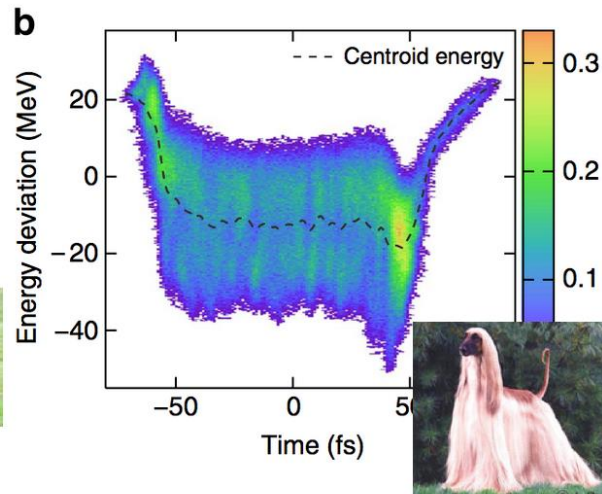 b
Centroid energy
0.3
20
0
0.2
−20
0.1
−40
Energy deviation (MeV)
−50
0
50
Time (fs)